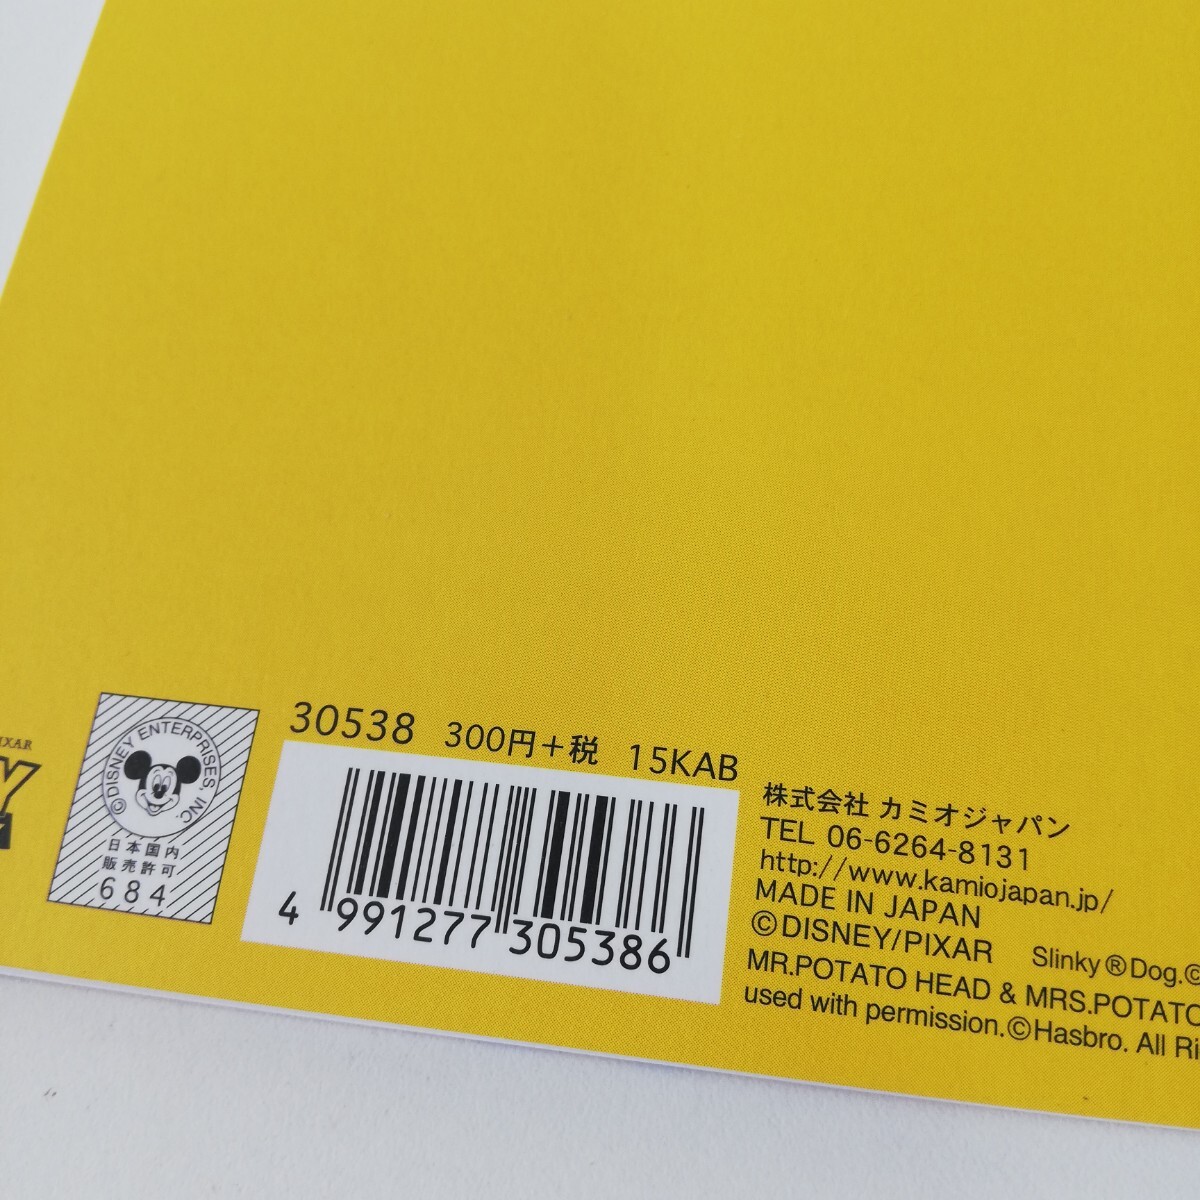 PIXAR
©DISNEY ENTERPRISES, INC.
日本国内
販売許可
684
30538 300円+税 15KAB
4 991277 305386
株式会社 カミオジャパン
TEL 06-6264-8131
http://www.kamiojapan.jp/
MADE IN JAPAN
©DISNEY/PIXAR Slinky®Dog.©
MR.POTATO HEAD & MRS.POTATO
used with permission.©Hasbro. All Ri